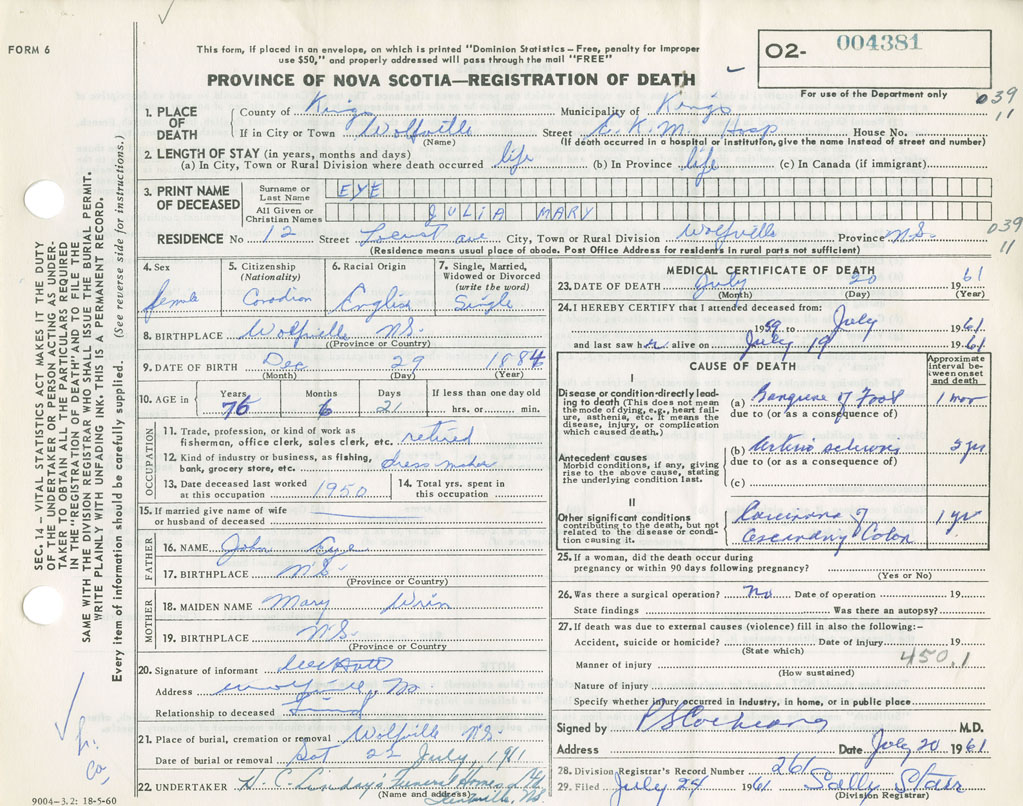 FORM 6
This form, if placed in an envelope, on which is printed "Dominion Statistics – Free, penalty for improper
use $50," and properly addressed will pass through the mail "FREE"
PROVINCE OF NOVA SCOTIA—REGISTRATION OF DEATH
O2- 004381
For use of the Department only
039
11
1. PLACE OF DEATH
County of Kings Municipality of Kings
If in City or Town Wolfville Street E.K.M. Hosp House No.
(Name) (If death occurred in a hospital or institution, give the name instead of street and number)
2. LENGTH OF STAY (in years, months and days)
(a) In City, Town or Rural Division where death occurred life (b) In Province life (c) In Canada (if immigrant)
3. PRINT NAME OF DECEASED
Surname or Last Name EYE
All Given or Christian Names JULIA MARY
RESIDENCE No 12 Street Locust ave City, Town or Rural Division Wolfville Province N.S.
039
11
(Residence means place of abode. Post Office Address for residents in rural parts not sufficient)
4. Sex female
5. Citizenship (Nationality) Canadian
6. Racial Origin English
7. Single, Married, Widowed or Divorced (write the word) Single
8. BIRTHPLACE Wolfville N.S.
(Province or Country)
9. DATE OF BIRTH Dec 29 1884
(Month) (Day) (Year)
10. AGE in Years 76 Months 6 Days 21 If less than one day old hrs. or min.
OCCUPATION
11. Trade, profession, or kind of work as
fisherman, office clerk, sales clerk, etc. retired
12. Kind of industry or business, as fishing,
bank, grocery store, etc. dress maker
13. Date deceased last worked at this occupation 1950
14. Total yrs. spent in this occupation
15. If married give name of wife
or husband of deceased
FATHER
16. NAME John Eye
17. BIRTHPLACE N.S.
(Province or Country)
MOTHER
18. MAIDEN NAME Mary
19. BIRTHPLACE N.S.
(Province or Country
20. Signature of informant
Address Wolfville, N.S.
Relationship to deceased Friend
21. Place of burial, cremation or removal Wolfville N.S.
Date of burial or removal Sat 22 July, 1961
22. UNDERTAKER H. C. Lindsay's Funeral Home
(Name and address) Kentville, N.S.
9004—3.2: 18-5-60
MEDICAL CERTIFICATE OF DEATH
23. DATE OF DEATH July 20 1961
(Month) (Day) (Year)
24. I HEREBY CERTIFY that I attended deceased from:
1959 to July 1961
and last saw her alive on July 19 1961
CAUSE OF DEATH
Approximate interval between onset and death
I
Disease or condition directly leading
to death (This does not mean
the mode of dying, e.g., heart failure,
asthenia, etc. It means the
disease, injury, or complication
which caused death.)
(a) Gangrene of foot 1 mos
due to (or as a consequence of)
Antecedent causes
Morbid conditions, if any, giving
rise to the above cause, stating
the underlying condition last.
(b) Arterio sclerosis 5 yrs
due to (or as a consequence of)
(c)
II
Other significant conditions
contributing to the death, but not
related to the disease or condition
causing it.
Carcinoma of 1 yr
ascending Colon
25. If a woman, did the death occur during
pregnancy or within 90 days following pregnancy?
(Yes or No)
26. Was there a surgical operation? no Date of operation 19
State findings Was there an autopsy?
27. If death was due to external causes (violence) fill in also the following:–
Accident, suicide or homicide? Date of injury 19
(State which)
450.1
Manner of injury
(How sustained)
Nature of injury
Specify whether injury occurred in Industry, in home, or in public place
Signed by P S Cochrane M.D.
Address Date July 20 1961
28. Division Registrar's Record Number 261
29. Filed July 24 1961 Sally Starr
(Division Registrar)
SEC. 14 – VITAL STATISTICS ACT MAKES IT THE DUTY
OF THE UNDERTAKER OR PERSON ACTING AS UNDERTAKER
TO OBTAIN ALL THE PARTICULARS REQUIRED
IN THE "REGISTRATION OF DEATH" AND TO FILE THE
SAME WITH THE DIVISION REGISTRAR WHO SHALL ISSUE THE BURIAL PERMIT.
WRITE PLAINLY WITH UNFADING INK. THIS IS A PERMANENT RECORD.
Every item of information should be carefully supplied. (See reverse side for instructions.)